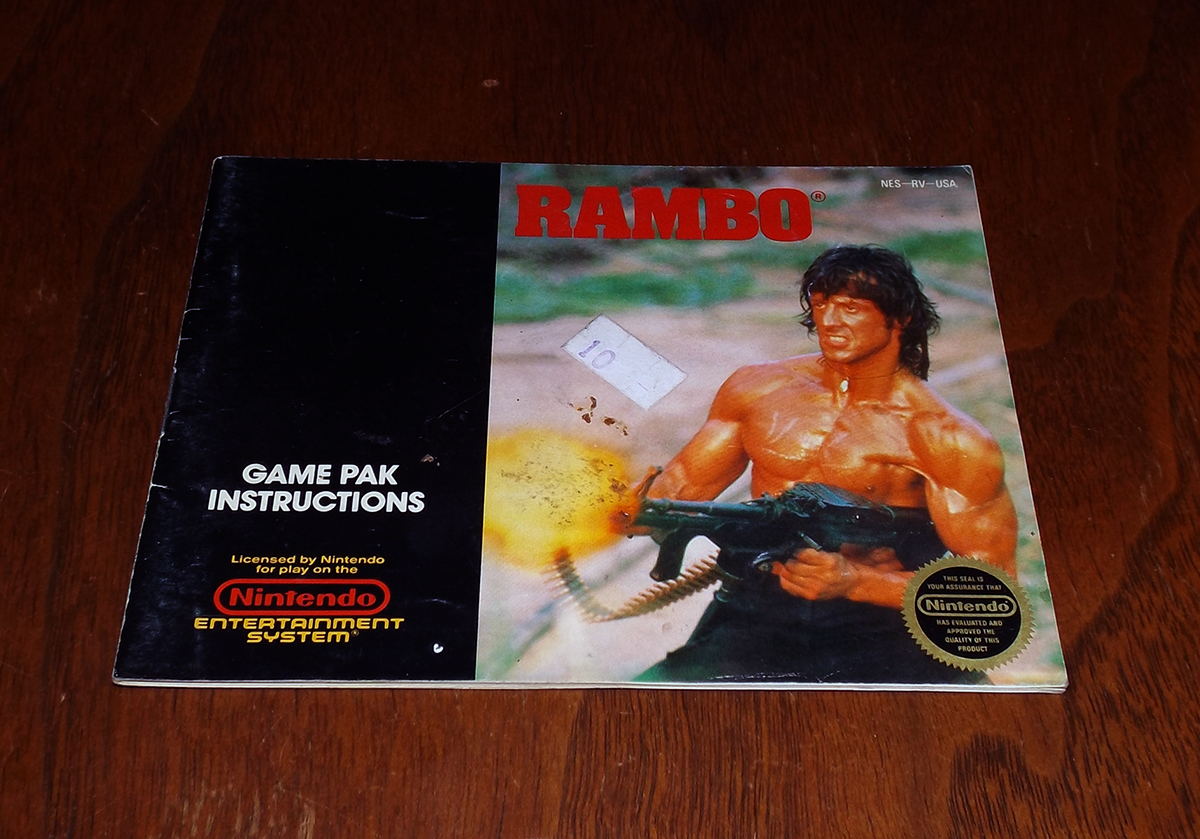 RAMBO®
NES-RV-USA
10
GAME PAK
INSTRUCTIONS
Licensed by Nintendo
for play on the
Nintendo
ENTERTAINMENT
SYSTEM®
THIS SEAL IS
YOUR ASSURANCE THAT
Nintendo®
HAS EVALUATED AND
APPROVED THE
QUALITY OF THIS
PRODUCT